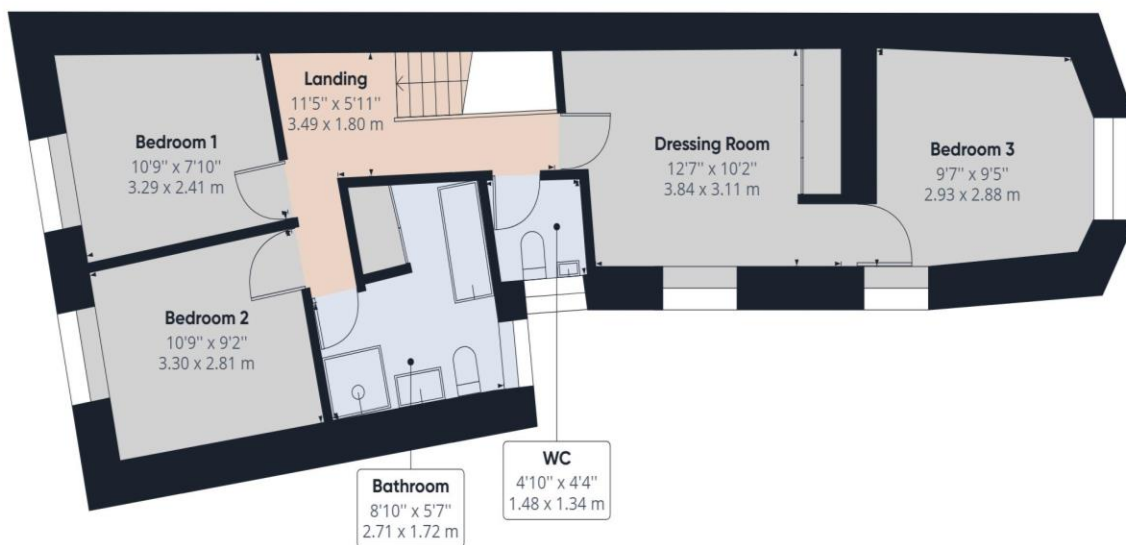 Landing
11'5" x 5'11"
3.49 x 1.80 m
Bedroom 1
10'9" x 7'10"
3.29 x 2.41 m
Dressing Room
12'7" x 10'2"
3.84 x 3.11 m
Bedroom 3
9'7" x 9'5"
2.93 x 2.88 m
Bedroom 2
10'9" x 9'2"
3.30 x 2.81 m
WC
4'10" x 4'4"
1.48 x 1.34 m
Bathroom
8'10" x 5'7"
2.71 x 1.72 m